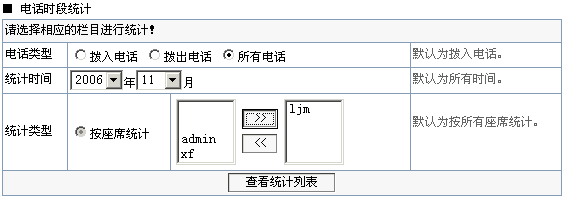 ■ 电话时段统计
请选择相应的栏目进行统计!
电话类型 拨入电话 拨出电话 所有电话 默认为拨入电话。
统计时间 2006 年 11 月 默认为所有时间。
ljm
>>
统计类型 按座席统计 默认为按所有座席统计。
admin
<<
xf
查看统计列表